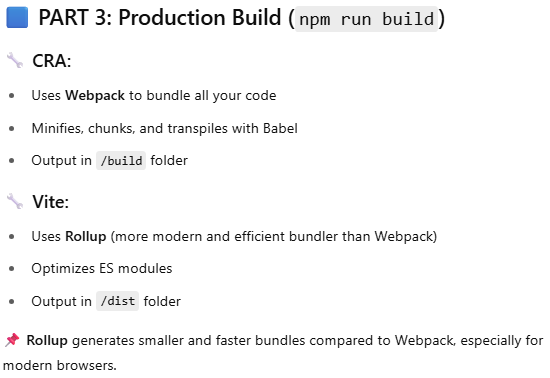 PART 3: Production Build (npm run build)
CRA:
• Uses Webpack to bundle all your code
• Minifies, chunks, and transpiles with Babel
• Output in /build folder
Vite:
• Uses Rollup (more modern and efficient bundler than Webpack)
• Optimizes ES modules
• Output in /dist folder
Rollup generates smaller and faster bundles compared to Webpack, especially for
modern browsers.